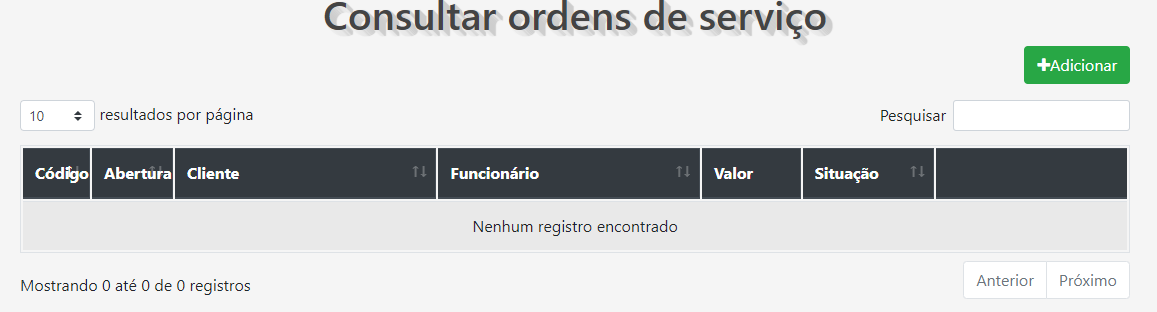 Consultar ordens de serviço
Adicionar
10 resultados por página
Pesquisar
Código Abertura Cliente Funcionário Valor Situação
Nenhum registro encontrado
Mostrando 0 até 0 de 0 registros
Anterior Próximo